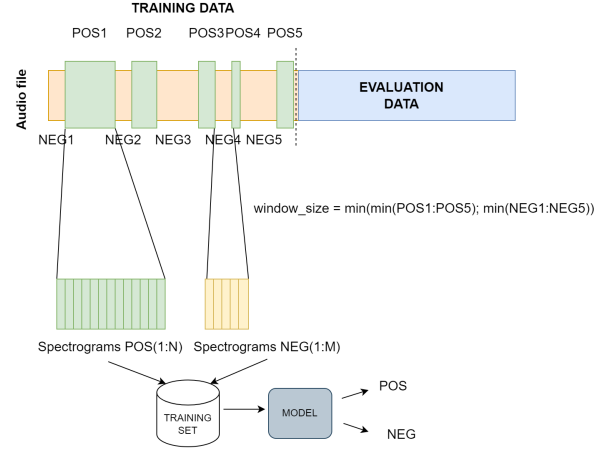 TRAINING DATA
POS1 POS2 POS3 POS4 POS5
Audio file
EVALUATION
DATA
NEG1 NEG2 NEG3 NEG4 NEG5
window_size = min(min(POS1:POS5); min(NEG1:NEG5))
Spectrograms POS(1:N) Spectrograms NEG(1:M)
TRAINING
SET
MODEL
POS
NEG